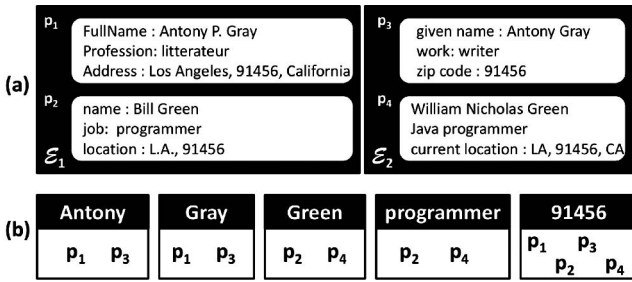 (a)
p1
FullName : Antony P. Gray
Profession: litterateur
Address : Los Angeles, 91456, California
p2
name : Bill Green
job: programmer
location : L.A., 91456
ℰ1
p3
given name : Antony Gray
work: writer
zip code : 91456
p4
William Nicholas Green
Java programmer
current location : LA, 91456, CA
ℰ2
(b)
Antony
p1 p3
Gray
p1 p3
Green
p2 p4
programmer
p2 p4
91456
p1 p3
p2 p4